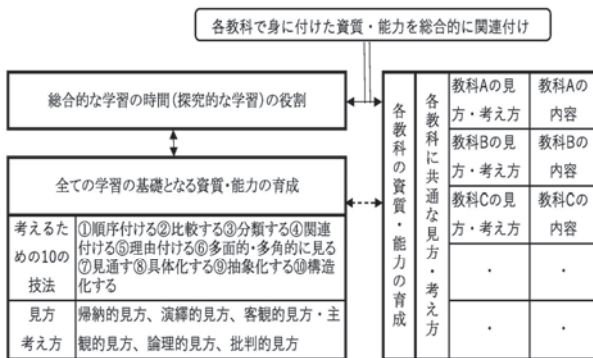 各教科で身に付けた資質・能力を総合的に関連付け
総合的な学習の時間(探究的な学習)の役割
全ての学習の基礎となる資質・能力の育成
考えるた
めの10の
技法
①順序付ける②比較する③分類する④関連
付ける⑤理由付ける⑥多面的・多角的に見る
⑦見通す⑧具体化する⑨抽象化する⑩構造
化する
見方
考え方
帰納的見方、演繹的見方、客観的見方・主
観的見方、論理的見方、批判的見方
各教科の資質・能力の育成
各教科に共通な見方・考え方
教科Aの見
方・考え方
教科Aの
内容
教科Bの見
方・考え方
教科Bの
内容
教科Cの見
方・考え方
教科Cの
内容
・
・
・
・